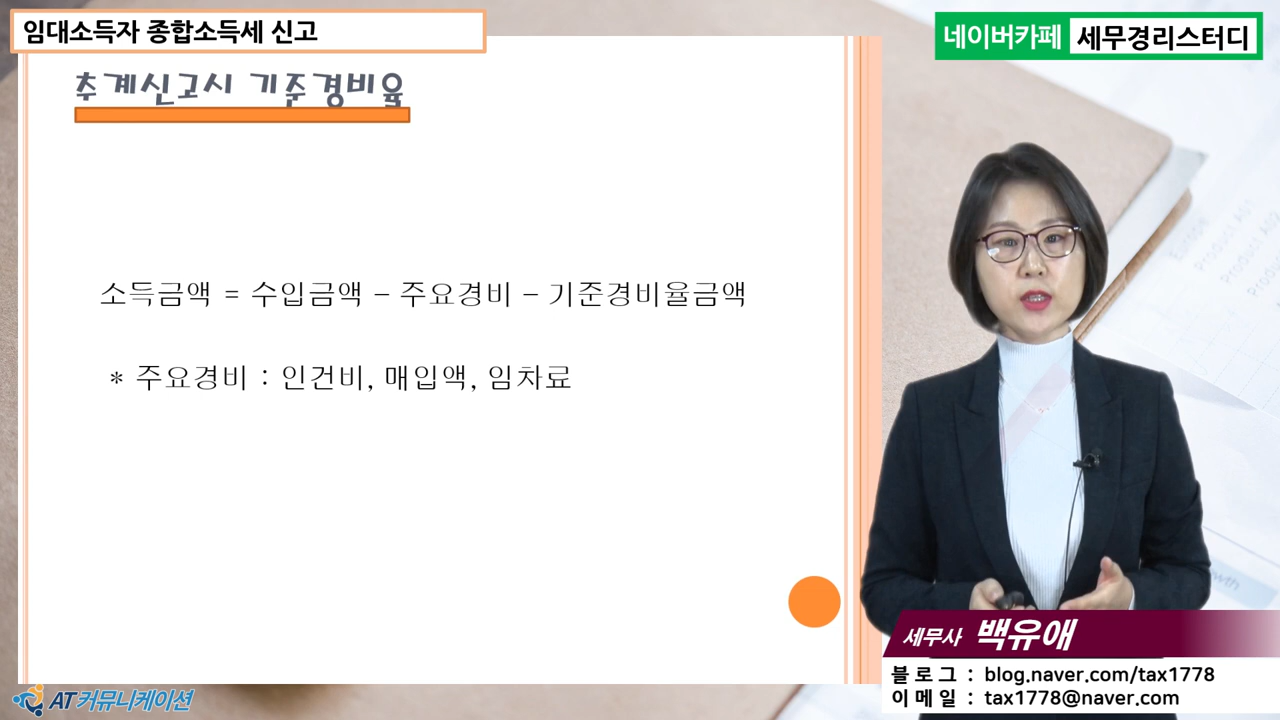 임대소득자 종합소득세 신고
네이버카페 세무경리스터디
추계신고시 기준경비율
소득금액 = 수입금액 – 주요경비 – 기준경비율금액
* 주요경비 : 인건비, 매입액, 임차료
세무사 백유애
블로그 : blog.naver.com/tax1778
이메일 : tax1778@naver.com
AT커뮤니케이션